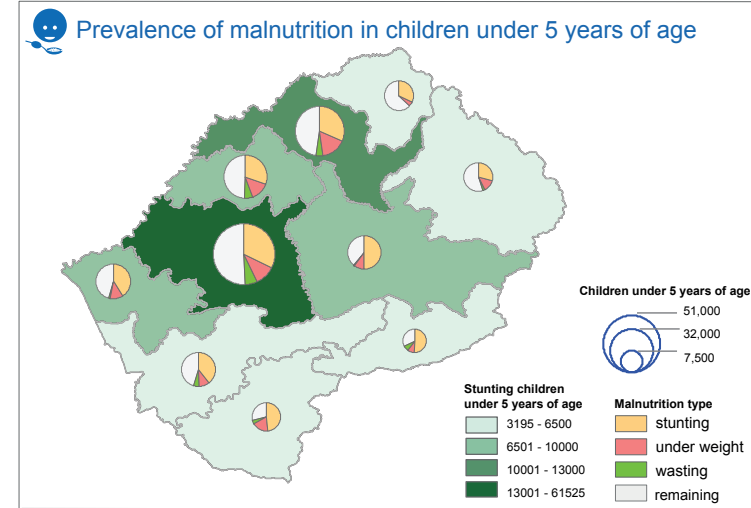 Prevalence of malnutrition in children under 5 years of age
Children under 5 years of age
51,000
32,000
7,500
Stunting children
under 5 years of age
3195 - 6500
6501 - 10000
10001 - 13000
13001 - 61525
Malnutrition type
stunting
under weight
wasting
remaining